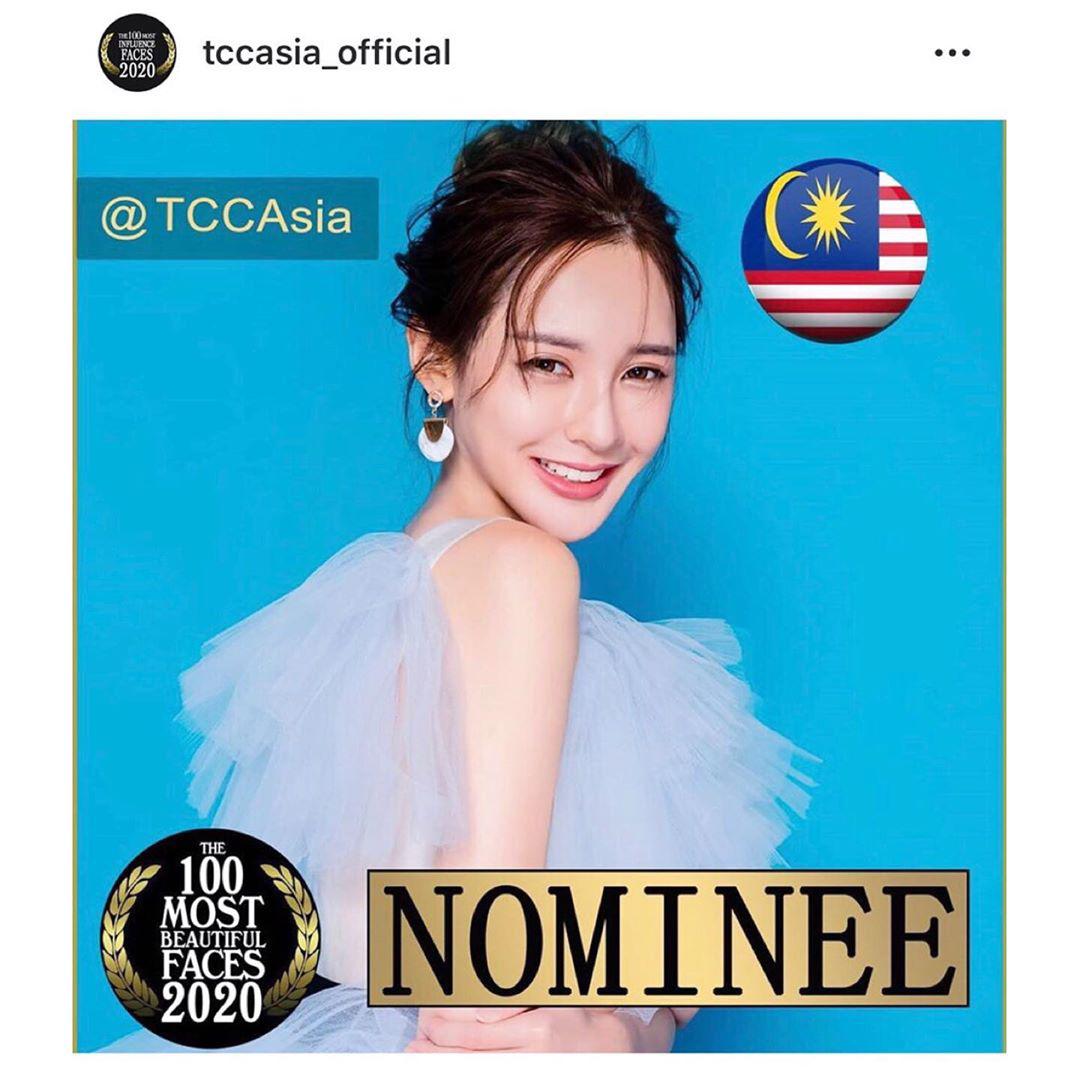 THE 100 MOST
INFLUENCE
FACES
2020
tccasia_official
@TCCAsia
THE
100
MOST
BEAUTIFUL
FACES
2020
NOMINEE